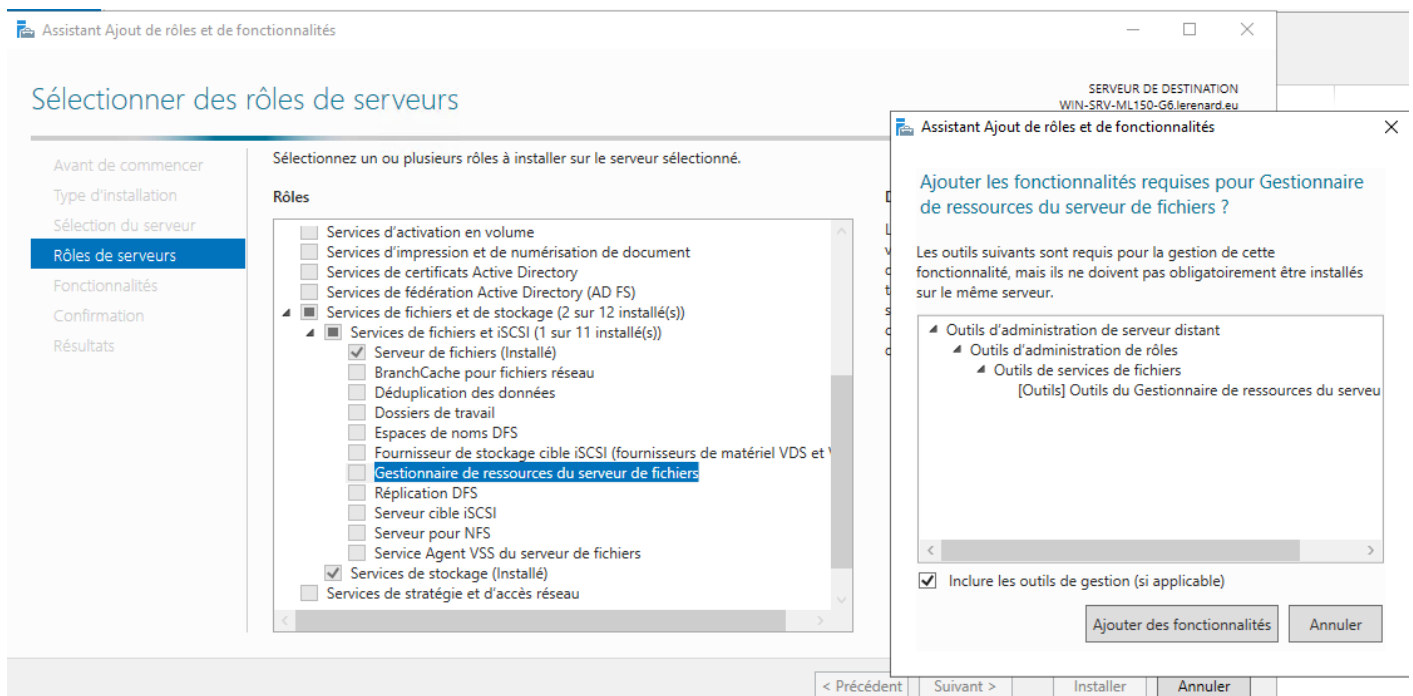 Assistant Ajout de rôles et de fonctionnalités
Sélectionner des rôles de serveurs
SERVEUR DE DESTINATION
WIN-SRV-ML150-G6.lerenard.eu
Avant de commencer
Type d'installation
Sélection du serveur
Rôles de serveurs
Fonctionnalités
Confirmation
Résultats
Sélectionnez un ou plusieurs rôles à installer sur le serveur sélectionné.
Rôles
Services d'activation en volume
Services d'impression et de numérisation de document
Services de certificats Active Directory
Services de fédération Active Directory (AD FS)
Services de fichiers et de stockage (2 sur 12 installé(s))
Services de fichiers et iSCSI (1 sur 11 installé(s))
Serveur de fichiers (Installé)
BranchCache pour fichiers réseau
Déduplication des données
Dossiers de travail
Espaces de noms DFS
Fournisseur de stockage cible iSCSI (fournisseurs de matériel VDS et
Gestionnaire de ressources du serveur de fichiers
Réplication DFS
Serveur cible iSCSI
Serveur pour NFS
Service Agent VSS du serveur de fichiers
Services de stockage (Installé)
Services de stratégie et d'accès réseau
< Précédent
Suivant >
Installer
Annuler
Assistant Ajout de rôles et de fonctionnalités
Ajouter les fonctionnalités requises pour Gestionnaire
de ressources du serveur de fichiers ?
Les outils suivants sont requis pour la gestion de cette
fonctionnalité, mais ils ne doivent pas obligatoirement être installés
sur le même serveur.
Outils d'administration de serveur distant
Outils d'administration de rôles
Outils de services de fichiers
[Outils] Outils du Gestionnaire de ressources du serveu
Inclure les outils de gestion (si applicable)
Ajouter des fonctionnalités
Annuler